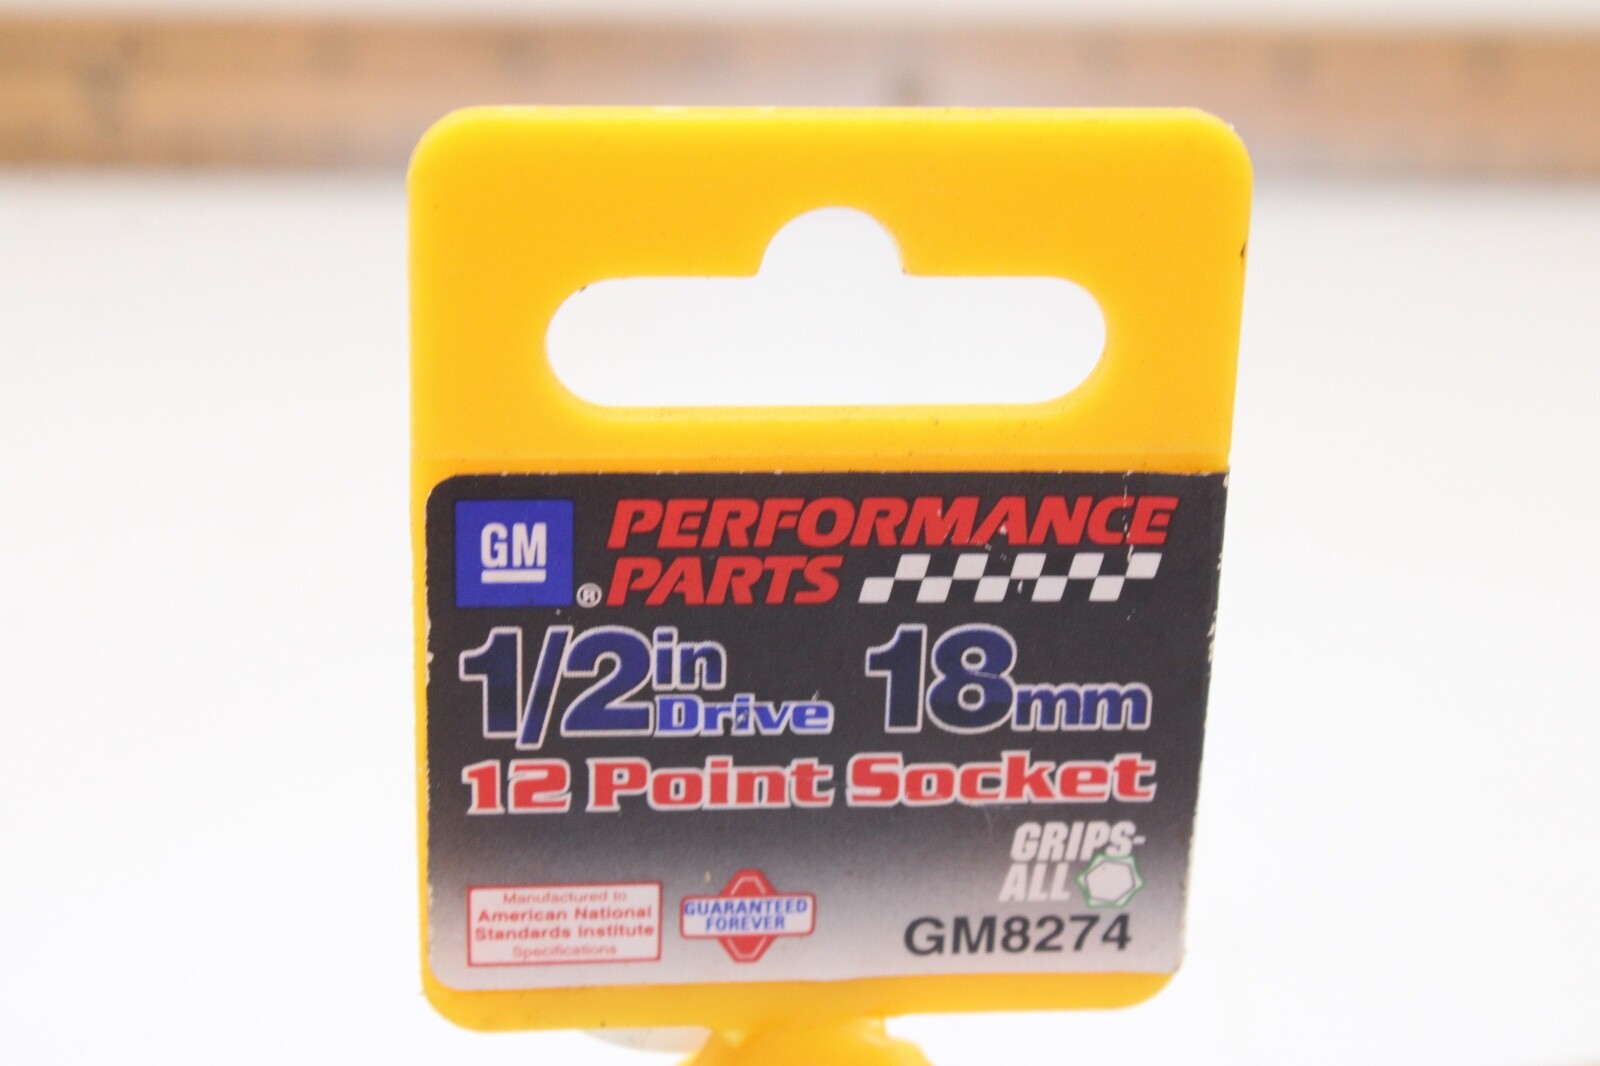 GM
®
PERFORMANCE
PARTS
1/2in Drive 18mm
12 Point Socket
GRIPS-
ALL
Manufactured to
American National
Standards Institute
Specifications
GUARANTEED
FOREVER
GM8274